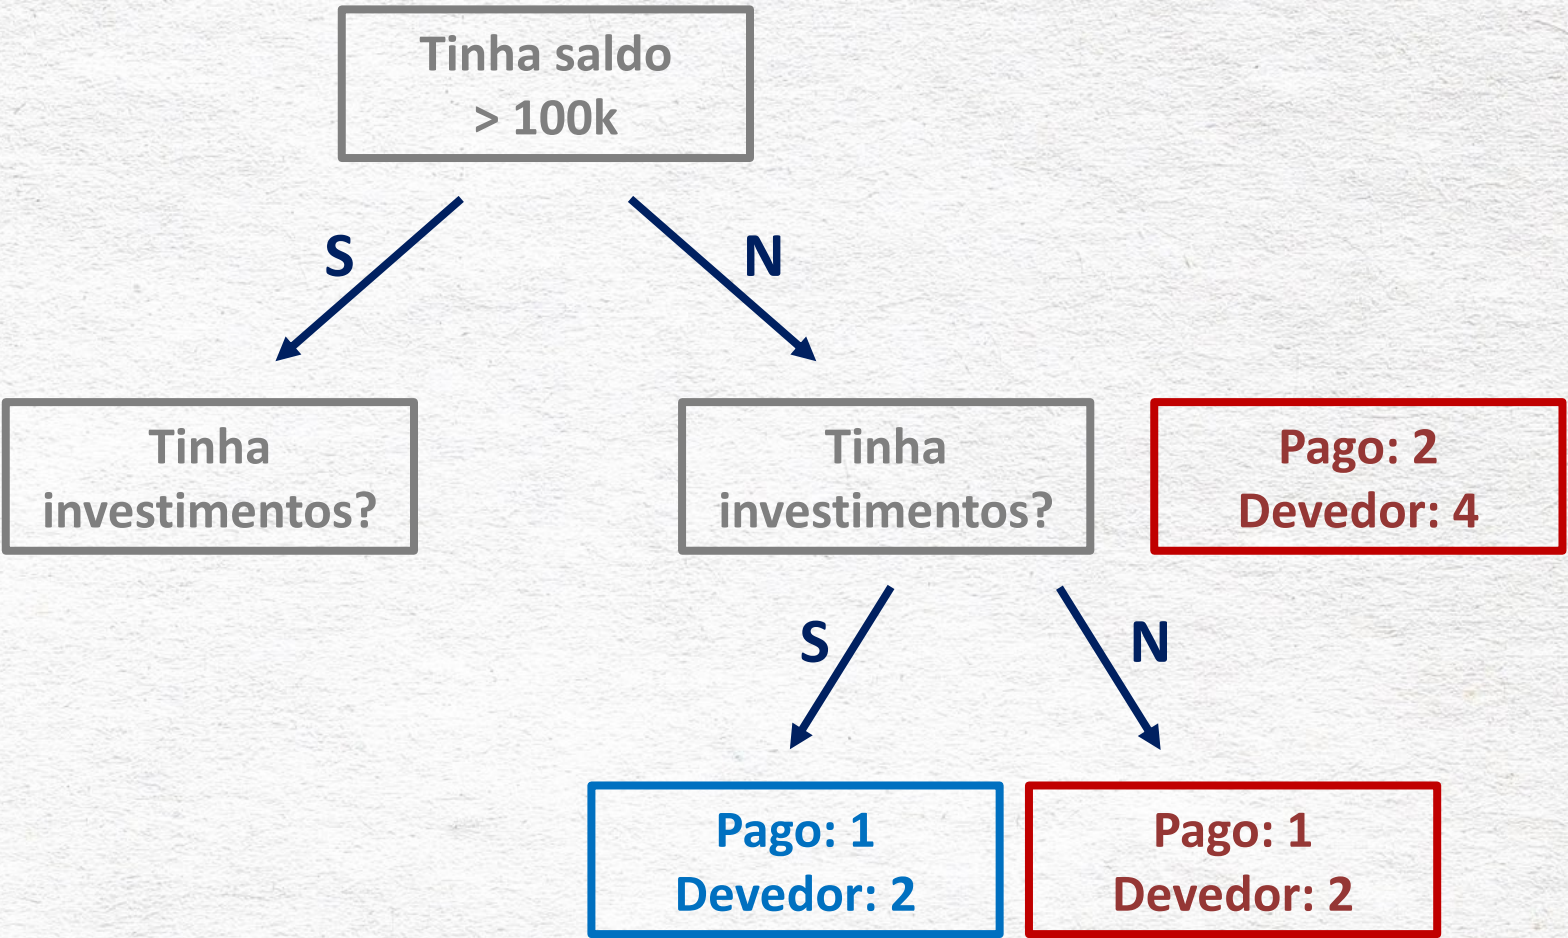 Tinha saldo
> 100k
S
N
Tinha
investimentos?
Tinha
investimentos?
Pago: 2
Devedor: 4
S
N
Pago: 1
Devedor: 2
Pago: 1
Devedor: 2